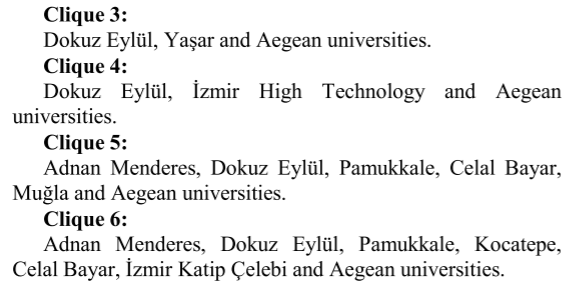 Clique 3:
Dokuz Eylül, Yaşar and Aegean universities.
Clique 4:
Dokuz Eylül, İzmir High Technology and Aegean
universities.
Clique 5:
Adnan Menderes, Dokuz Eylül, Pamukkale, Celal Bayar,
Muğla and Aegean universities.
Clique 6:
Adnan Menderes, Dokuz Eylül, Pamukkale, Kocatepe,
Celal Bayar, İzmir Katip Çelebi and Aegean universities.